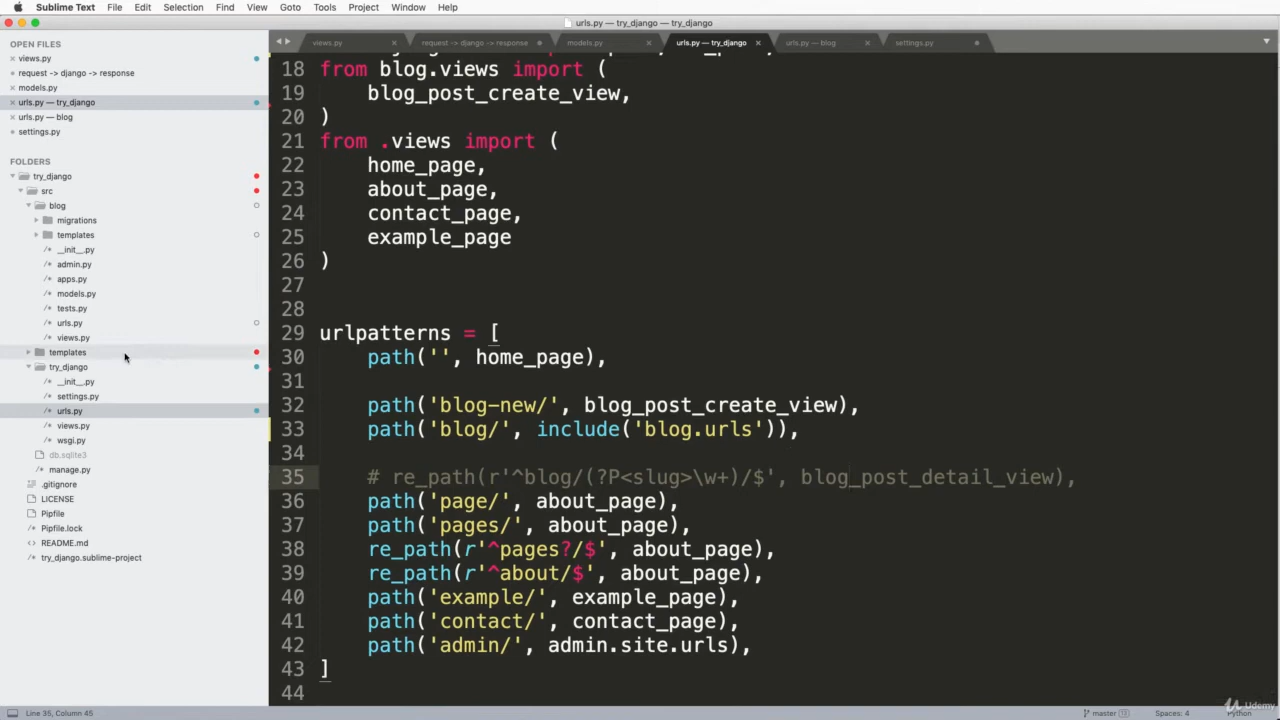 Sublime Text File Edit Selection Find View Goto Tools Project Window Help
urls.py — try_django — try_django
OPEN FILES
views.py
request -> django -> response
models.py
urls.py — try_django
urls.py — blog
settings.py
FOLDERS
try_django
src
blog
migrations
templates
__init__.py
admin.py
apps.py
models.py
tests.py
urls.py
views.py
templates
try_django
__init__.py
settings.py
urls.py
views.py
wsgi.py
db.sqlite3
manage.py
.gitignore
LICENSE
Pipfile
Pipfile.lock
README.md
try_django.sublime-project
views.py request -> django -> response models.py urls.py — try_django urls.py — blog settings.py
18 from blog.views import (
19     blog_post_create_view,
20 )
21 from .views import (
22     home_page,
23     about_page,
24     contact_page,
25     example_page
26 )
27
28
29 urlpatterns = [
30     path('', home_page),
31
32     path('blog-new/', blog_post_create_view),
33     path('blog/', include('blog.urls')),
34
35     # re_path(r'^blog/(?P<slug>\w+)/$', blog_post_detail_view),
36     path('page/', about_page),
37     path('pages/', about_page),
38     re_path(r'^pages?/$', about_page),
39     re_path(r'^about/$', about_page),
40     path('example/', example_page),
41     path('contact/', contact_page),
42     path('admin/', admin.site.urls),
43 ]
44
Line 35, Column 45 master Spaces: 4 Python
Udemy